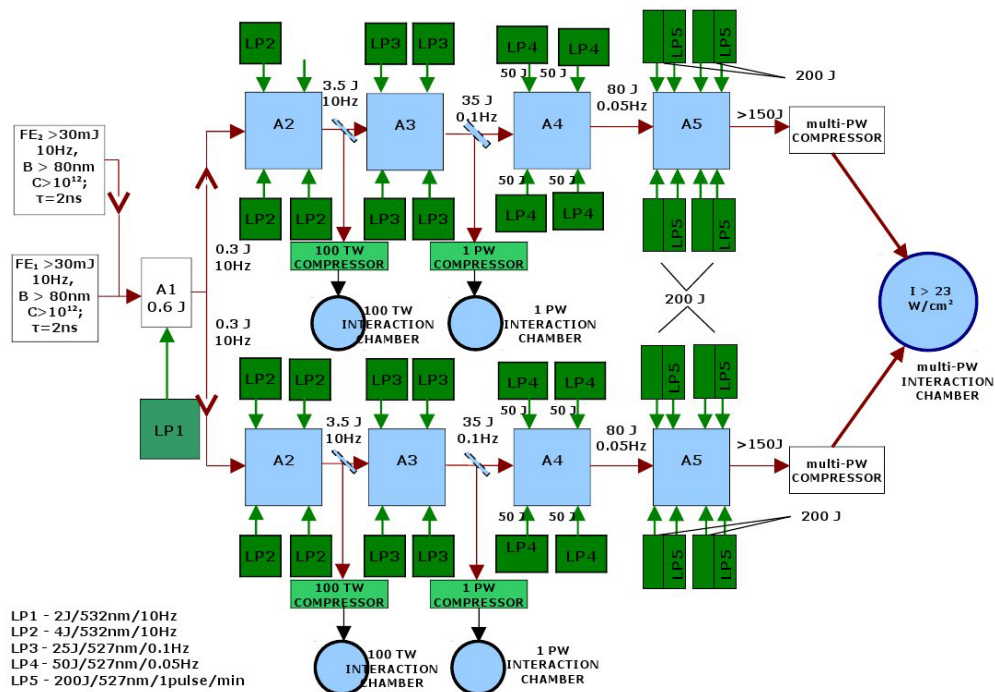 LP2
LP3
LP3
LP4
LP4
LP5
LP5
50 J
50 J
200 J
3.5 J
10Hz
35 J
0.1Hz
80 J
0.05Hz
A2
A3
A4
A5
>150J
multi-PW
COMPRESSOR
FE₂ >30mJ
10Hz,
B > 80nm
C>10¹²;
τ=2ns
50 J
50 J
LP2
LP2
LP3
LP3
LP4
LP4
LP5
LP5
0.3 J
10Hz
100 TW
COMPRESSOR
1 PW
COMPRESSOR
FE₁ >30mJ
10Hz,
B > 80nm
C>10¹²;
τ=2ns
A1
0.6 J
200 J
I > 23
W/cm²
100 TW
INTERACTION
CHAMBER
1 PW
INTERACTION
CHAMBER
0.3 J
10Hz
multi-PW
INTERACTION
CHAMBER
LP1
LP2
LP2
LP3
LP3
LP4
LP4
LP5
LP5
50 J
50 J
3.5 J
10Hz
35 J
0.1Hz
80 J
0.05Hz
A2
A3
A4
A5
>150J
multi-PW
COMPRESSOR
50 J
50 J
200 J
LP2
LP2
LP3
LP3
LP4
LP4
LP5
LP5
100 TW
COMPRESSOR
1 PW
COMPRESSOR
100 TW
INTERACTION
CHAMBER
1 PW
INTERACTION
CHAMBER
LP1 - 2J/532nm/10Hz
LP2 - 4J/532nm/10Hz
LP3 - 25J/527nm/0.1Hz
LP4 - 50J/527nm/0.05Hz
LP5 - 200J/527nm/1pulse/min